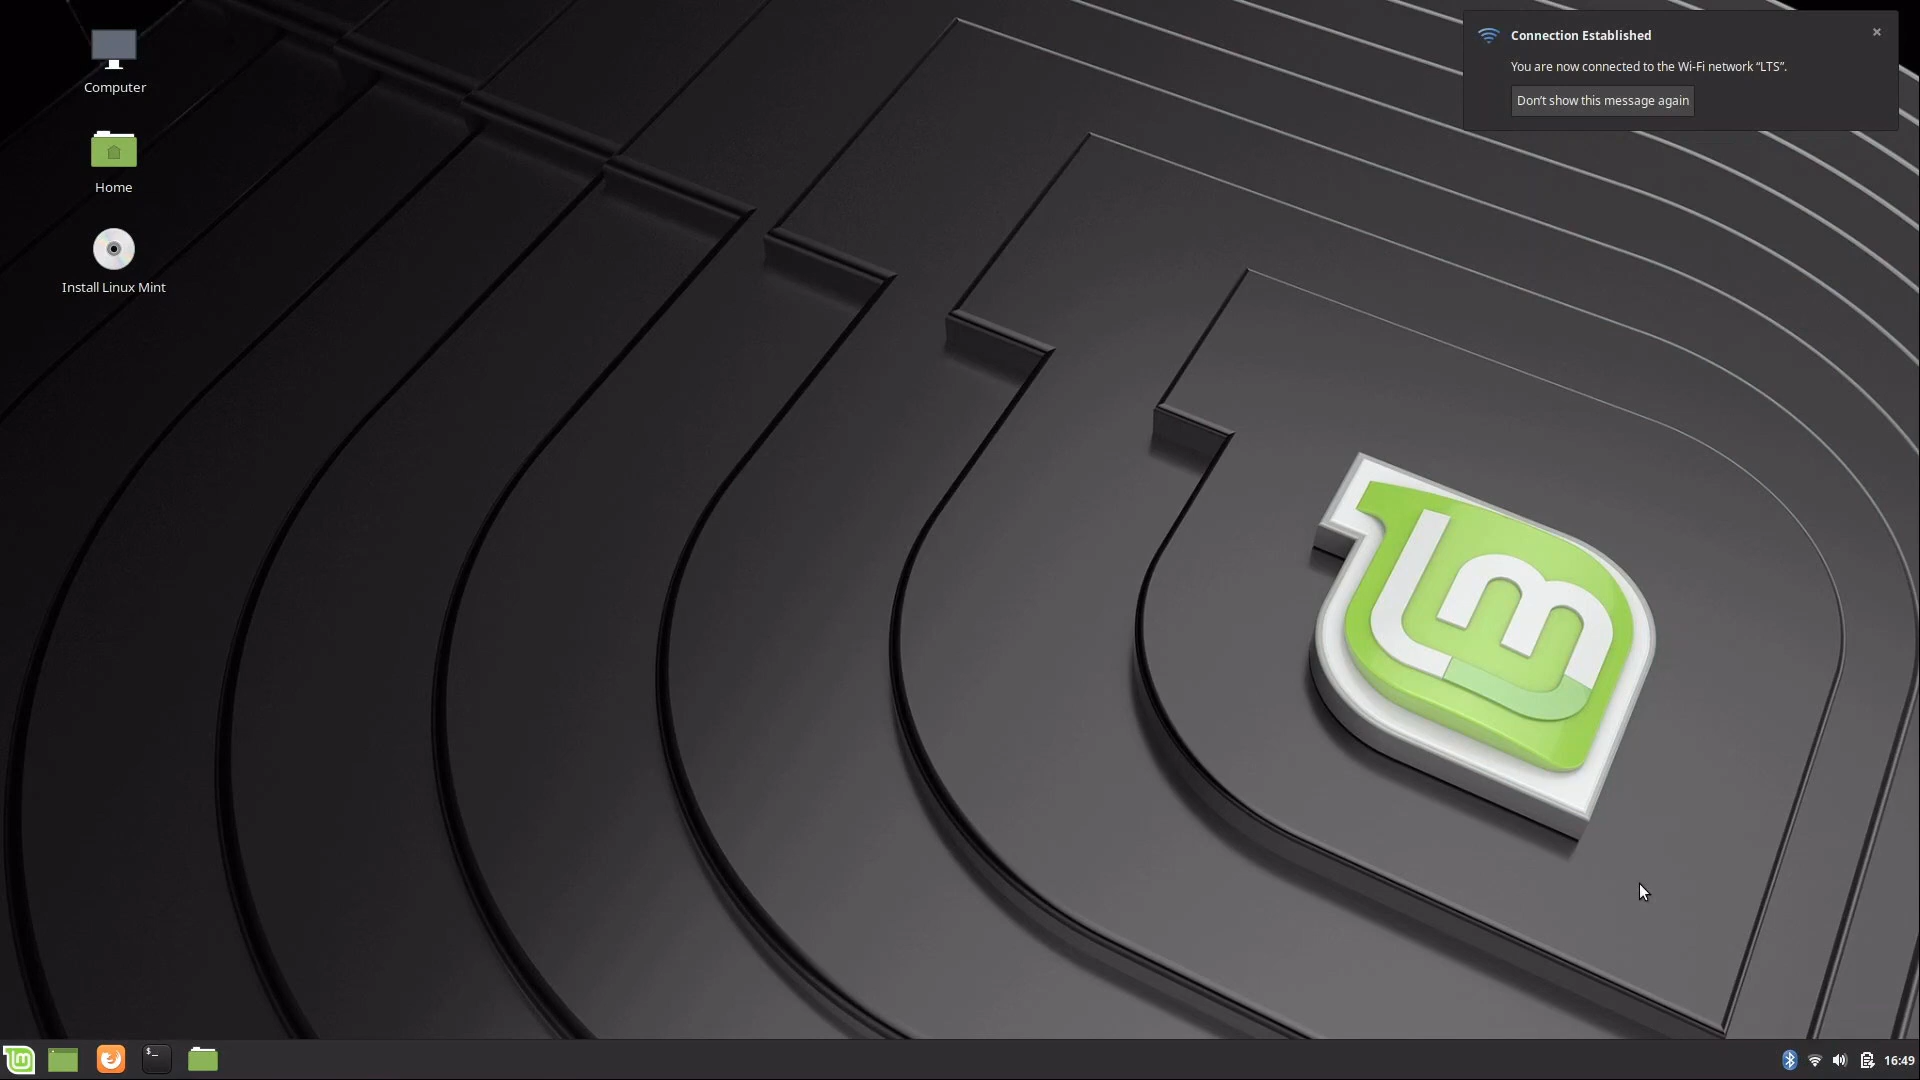 Computer
Home
Install Linux Mint
Connection Established
You are now connected to the Wi-Fi network “LTS”.
Don't show this message again
lm
$_
16:49